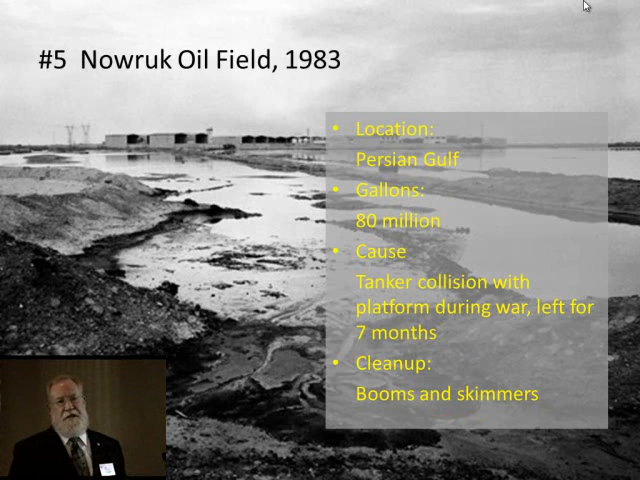 #5 Nowruk Oil Field, 1983
• Location:
Persian Gulf
• Gallons:
80 million
• Cause
Tanker collision with
platform during war, left for
7 months
• Cleanup:
Booms and skimmers